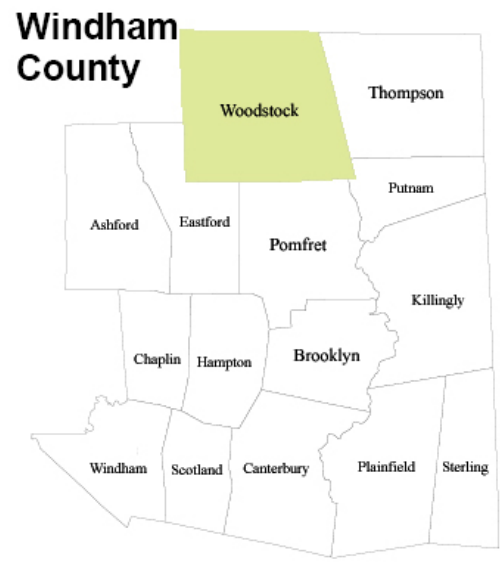 Windham
County
Woodstock
Thompson
Putnam
Ashford
Eastford
Pomfret
Killingly
Chaplin
Hampton
Brooklyn
Windham
Scotland
Canterbury
Plainfield
Sterling